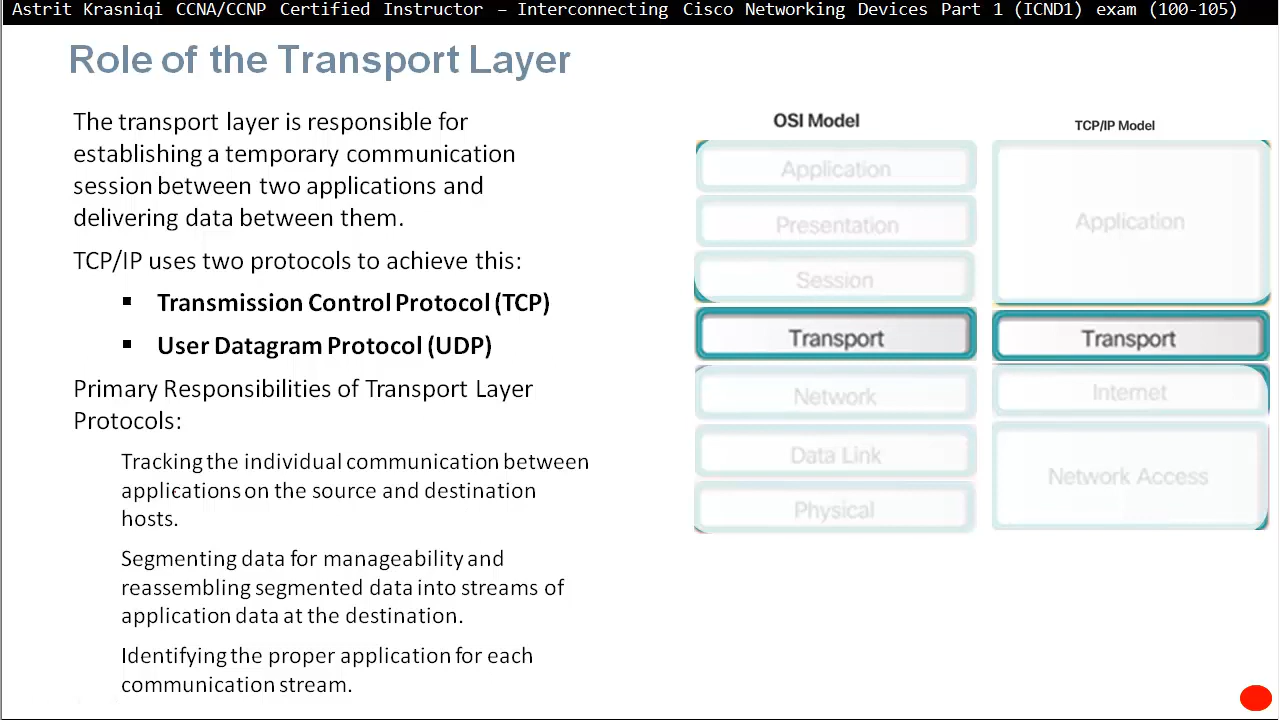 Astrit Krasniqi CCNA/CCNP Certified Instructor – Interconnecting Cisco Networking Devices Part 1 (ICND1) exam (100-105)
Role of the Transport Layer
The transport layer is responsible for
establishing a temporary communication
session between two applications and
delivering data between them.
TCP/IP uses two protocols to achieve this:
▪ Transmission Control Protocol (TCP)
▪ User Datagram Protocol (UDP)
Primary Responsibilities of Transport Layer
Protocols:
Tracking the individual communication between
applications on the source and destination
hosts.
Segmenting data for manageability and
reassembling segmented data into streams of
application data at the destination.
Identifying the proper application for each
communication stream.
OSI Model
Application
Presentation
Session
Transport
Network
Data Link
Physical
TCP/IP Model
Application
Transport
Internet
Network Access